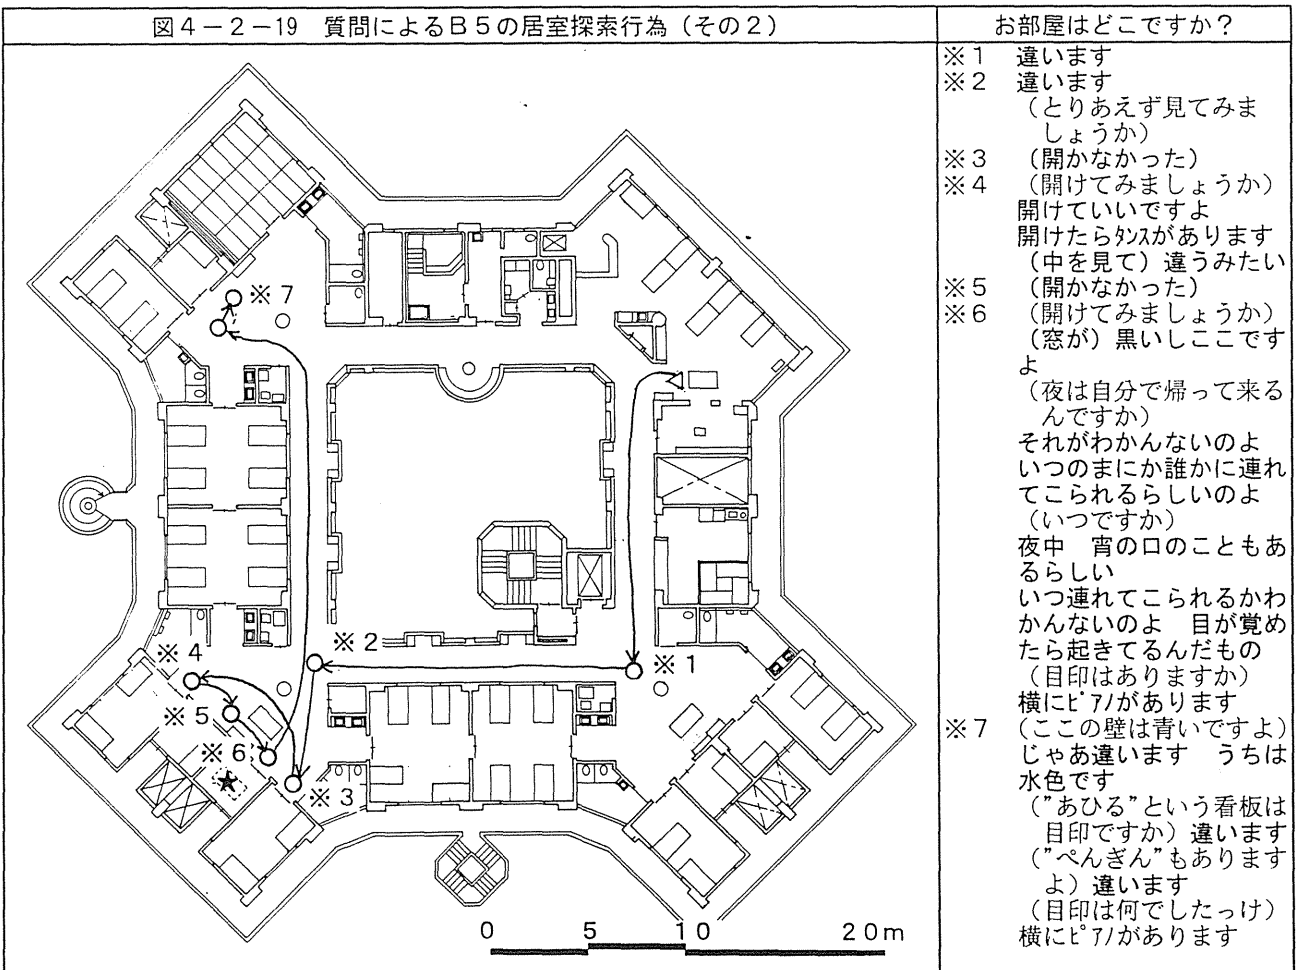 図4-2-19 質問によるB5の居室探索行為(その2)
お部屋はどこですか?
※1 違います
※2 違います
(とりあえず見てみま
しょうか)
※3 (開かなかった)
※4 (開けてみましょうか)
開けていいですよ
開けたらﾀﾝｽがあります
(中を見て)違うみたい
※5 (開かなかった)
※6 (開けてみましょうか)
(窓が)黒いしここです
よ
(夜は自分で帰って来る
んですか)
それがわかんないのよ
いつのまにか誰かに連れ
てこられるらしいのよ
(いつですか)
夜中 宵の口のこともあ
るらしい
いつ連れてこられるかわ
かんないのよ 目が覚め
たら起きてるんだもの
(目印はありますか)
横にﾋﾟｱﾉがあります
※7 (ここの壁は青いですよ)
じゃあ違います うちは
水色です
("あひる"という看板は
目印ですか)違います
("ぺんぎん"もあります
よ)違います
(目印は何でしたっけ)
横にﾋﾟｱﾉがあります
※7
※2
※1
※4
※5
※6
※3
0 5 10 20m